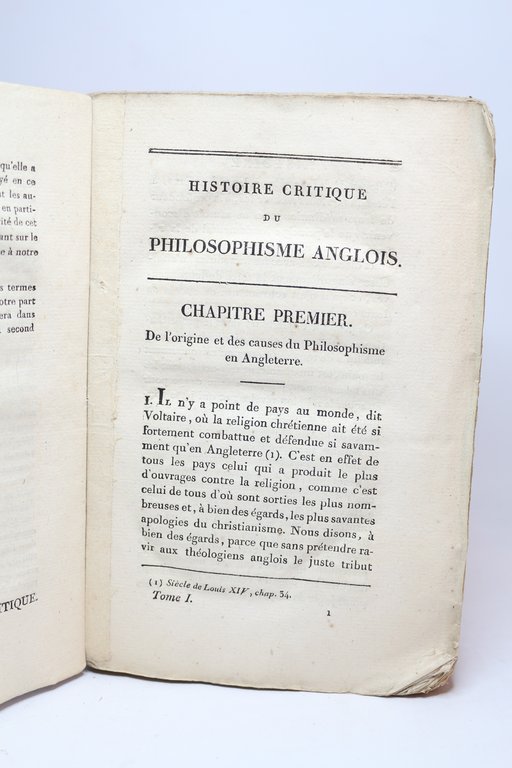 qu'elle a
yé en ce
t les au-
en parti-
ité de cet
ant sur le
e à notre
s termes
otre part
era dans
second
TIQUE.
HISTOIRE CRITIQUE
DU
PHILOSOPHISME ANGLOIS.
CHAPITRE PREMIER.
De l'origine et des causes du Philosophisme
en Angleterre.
I. IL n'y a point de pays au monde, dit
Voltaire, où la religion chrétienne ait été si
fortement combattue et défendue si savam-
ment qu'en Angleterre (1). C'est en effet de
tous les pays celui qui a produit le plus
d'ouvrages contre la religion, comme c'est
celui de tous d'où sont sorties les plus nom-
breuses et, à bien des égards, les plus savantes
apologies du christianisme. Nous disons, à
bien des égards, parce que sans prétendre ra-
vir aux théologiens anglois le juste tribut
(1) Siècle de Louis XIV, chap. 34.
Tome I.
1